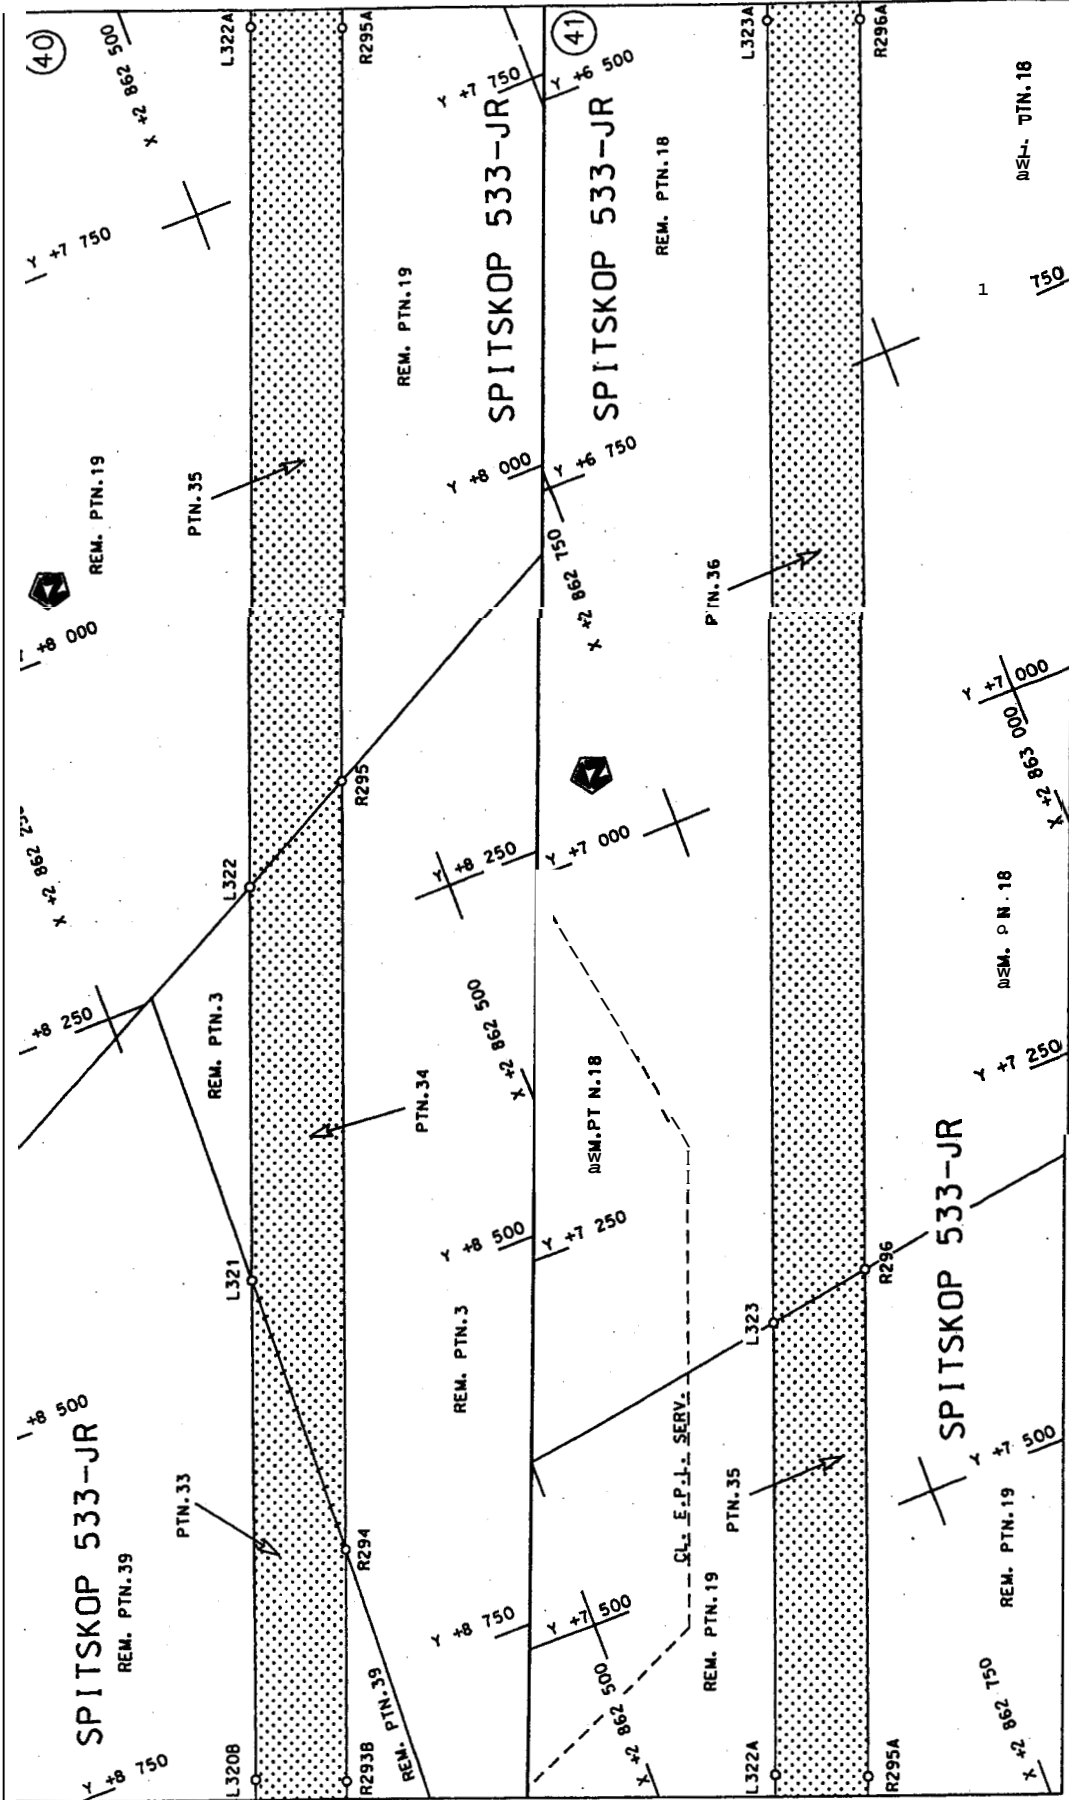 40
SPITSKOP 533-JR
REM. PTN.39
Y +8 750
+8 500
+8 250
+8 000
Y +7 750
X +2 862 500
REM. PTN.19
PTN.33
REM. PTN.3
PTN.35
L320B
L321
L322
L322A
R293B
R294
R295
R295A
REM. PTN.39
PTN.34
REM. PTN.19
REM. PTN.3
X +2 862 500
SPITSKOP 533-JR
Y +8 750
Y +8 500
Y +8 250
Y +8 000
Y +7 750
41
Y +7 500
Y +7 250
Y +7 000
Y +6 750
Y +6 500
X +2 862 500
X +2 862 750
SPITSKOP 533-JR
REM. PTN.18
CL. E.P.L. SERV.
REM. PTN.19
PTN.35
PTN.36
L322A
L323
L323A
R295A
R296
R296A
SPITSKOP 533-JR
REM. PTN.19
X +2 862 750
Y +7 500
Y +7 250
Y +7 000
X +2 863 000
1
750